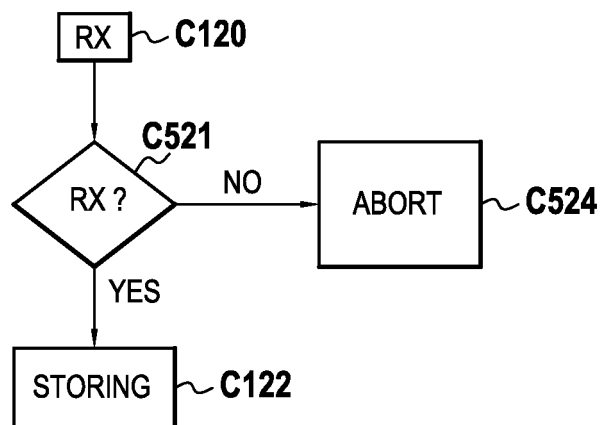 RX C120
C521
RX ?
NO
ABORT C524
YES
STORING C122